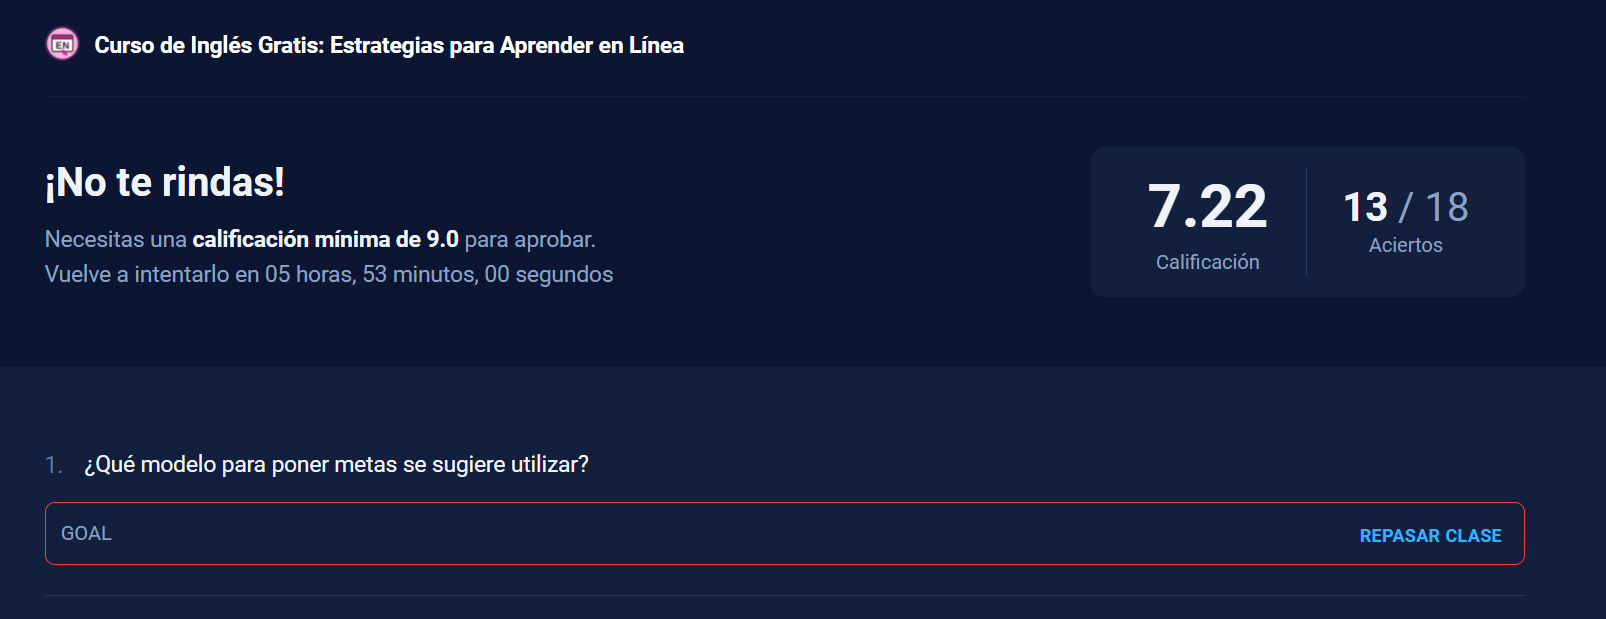 EN
Curso de Inglés Gratis: Estrategias para Aprender en Línea
¡No te rindas!
Necesitas una calificación mínima de 9.0 para aprobar.
Vuelve a intentarlo en 05 horas, 53 minutos, 00 segundos
7.22
Calificación
13 / 18
Aciertos
1. ¿Qué modelo para poner metas se sugiere utilizar?
GOAL
REPASAR CLASE